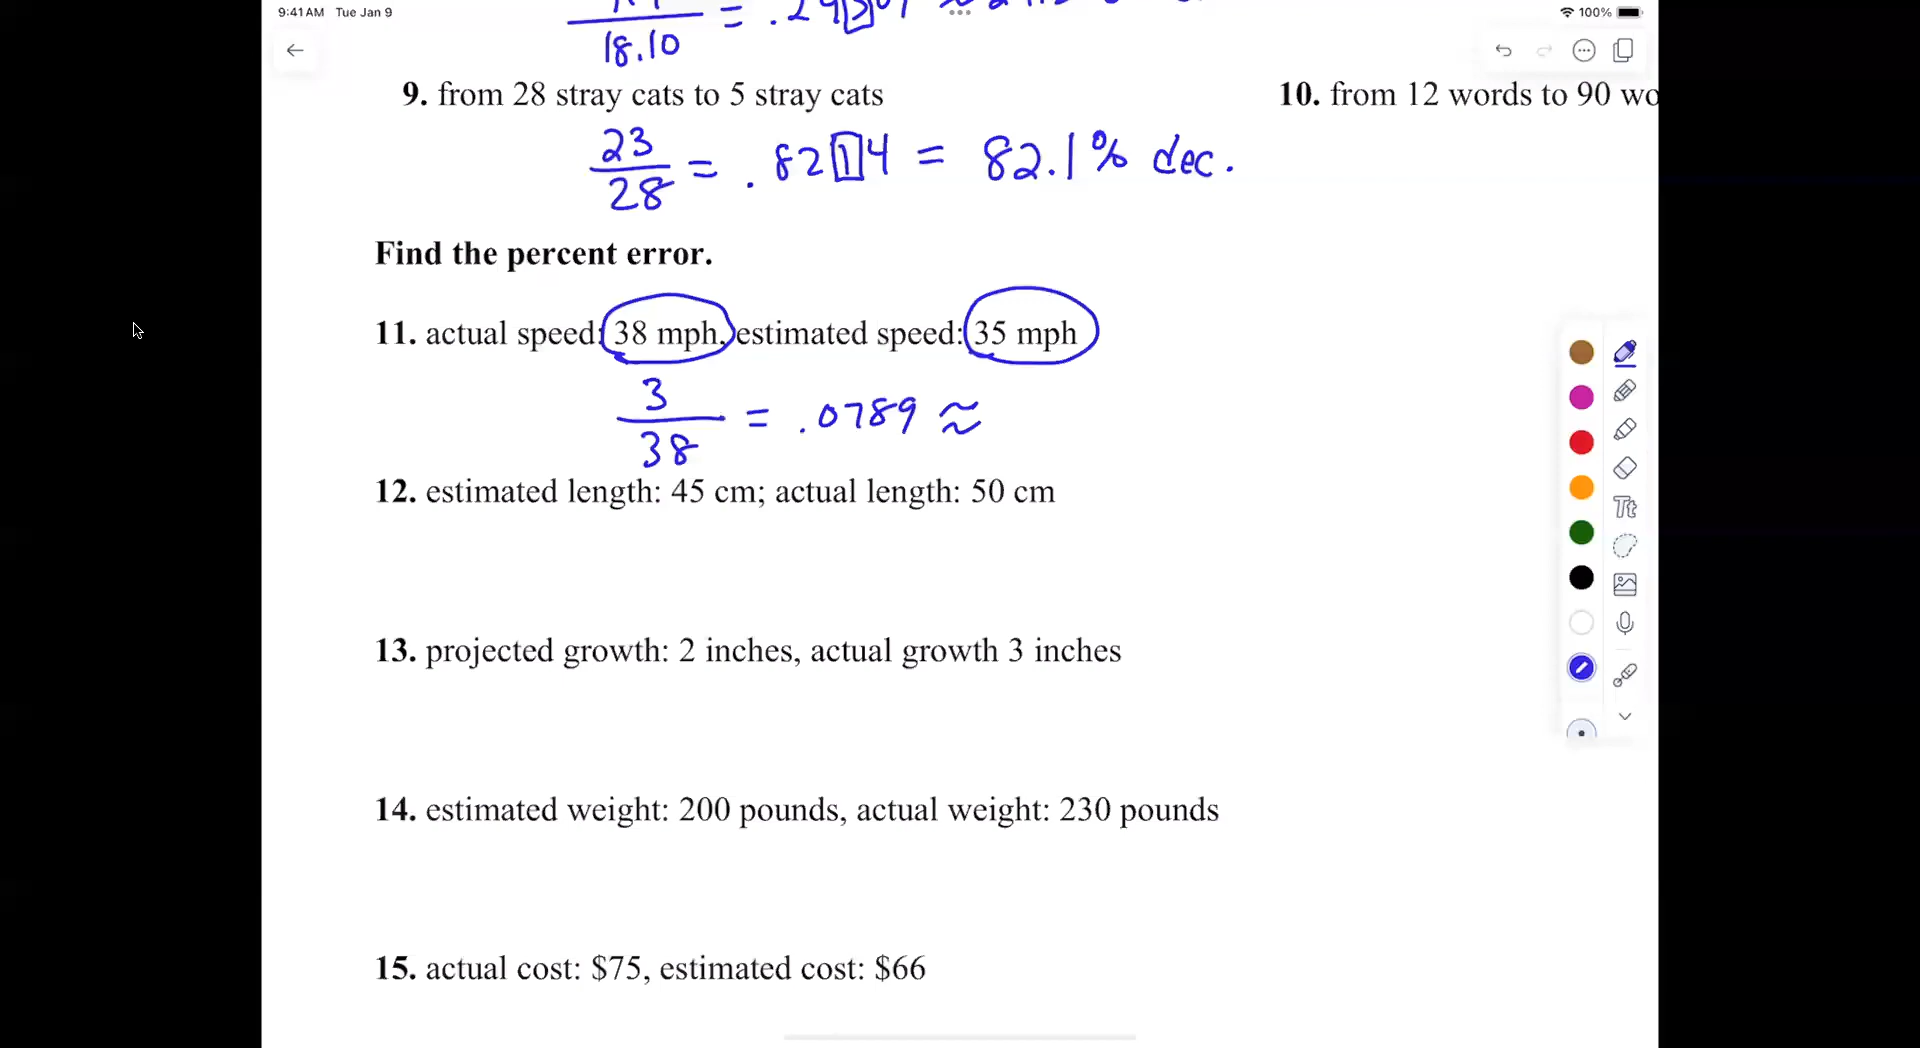 9:41 AM Tue Jan 9
100%
18.10
9. from 28 stray cats to 5 stray cats
10. from 12 words to 90 wo
23/28 = .8214 = 82.1% dec.
Find the percent error.
11. actual speed: 38 mph, estimated speed: 35 mph
3/38 = .0789 ≈
12. estimated length: 45 cm; actual length: 50 cm
13. projected growth: 2 inches, actual growth 3 inches
14. estimated weight: 200 pounds, actual weight: 230 pounds
15. actual cost: $75, estimated cost: $66
Tt